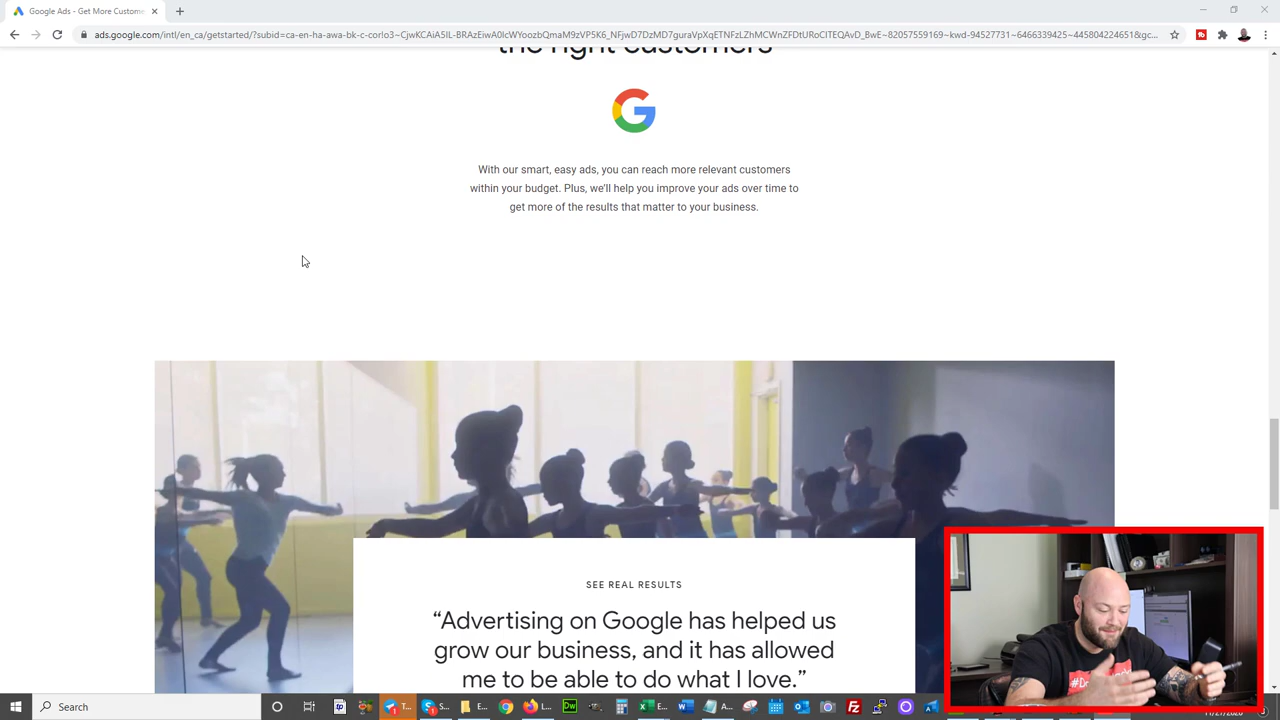 Google Ads - Get More Custome
ads.google.com/intl/en_ca/getstarted/?subid=ca-en-ha-awa-bk-c-corlo3~CjwKCAiA5IL-BRAzEiwA0lcWYoozbQmaM9zVP5K6_NFjwD7DzMD7guraVpXqETNFzLZhMCWnZFDtURoCITEQAvD_BwE~82057559169~kwd-94527731~6466339425~445804224651&gc...
the right customers
With our smart, easy ads, you can reach more relevant customers
within your budget. Plus, we'll help you improve your ads over time to
get more of the results that matter to your business.
SEE REAL RESULTS
“Advertising on Google has helped us
grow our business, and it has allowed
me to be able to do what I love.”
Search
T...
S...
E...
Dw
E...
L...
E...
W...
A...